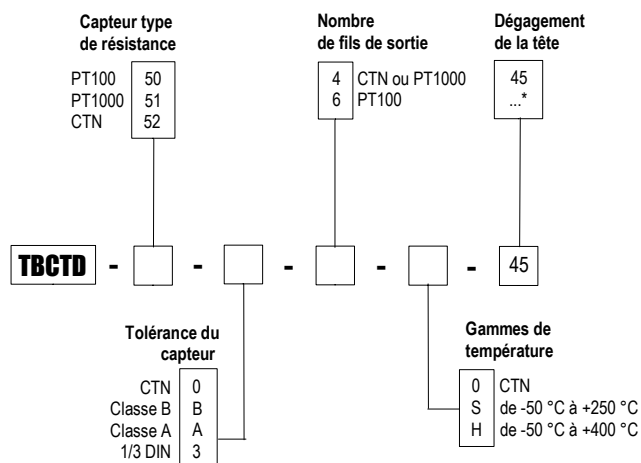 Capteur type
de résistance
PT100 50
PT1000 51
CTN 52
Nombre
de fils de sortie
4 CTN ou PT1000
6 PT100
Dégagement
de la tête
45
...*
TBCTD - - - - - 45
Tolérance du
capteur
CTN 0
Classe B B
Classe A A
1/3 DIN 3
Gammes de
température
0 CTN
S de -50 °C à +250 °C
H de -50 °C à +400 °C